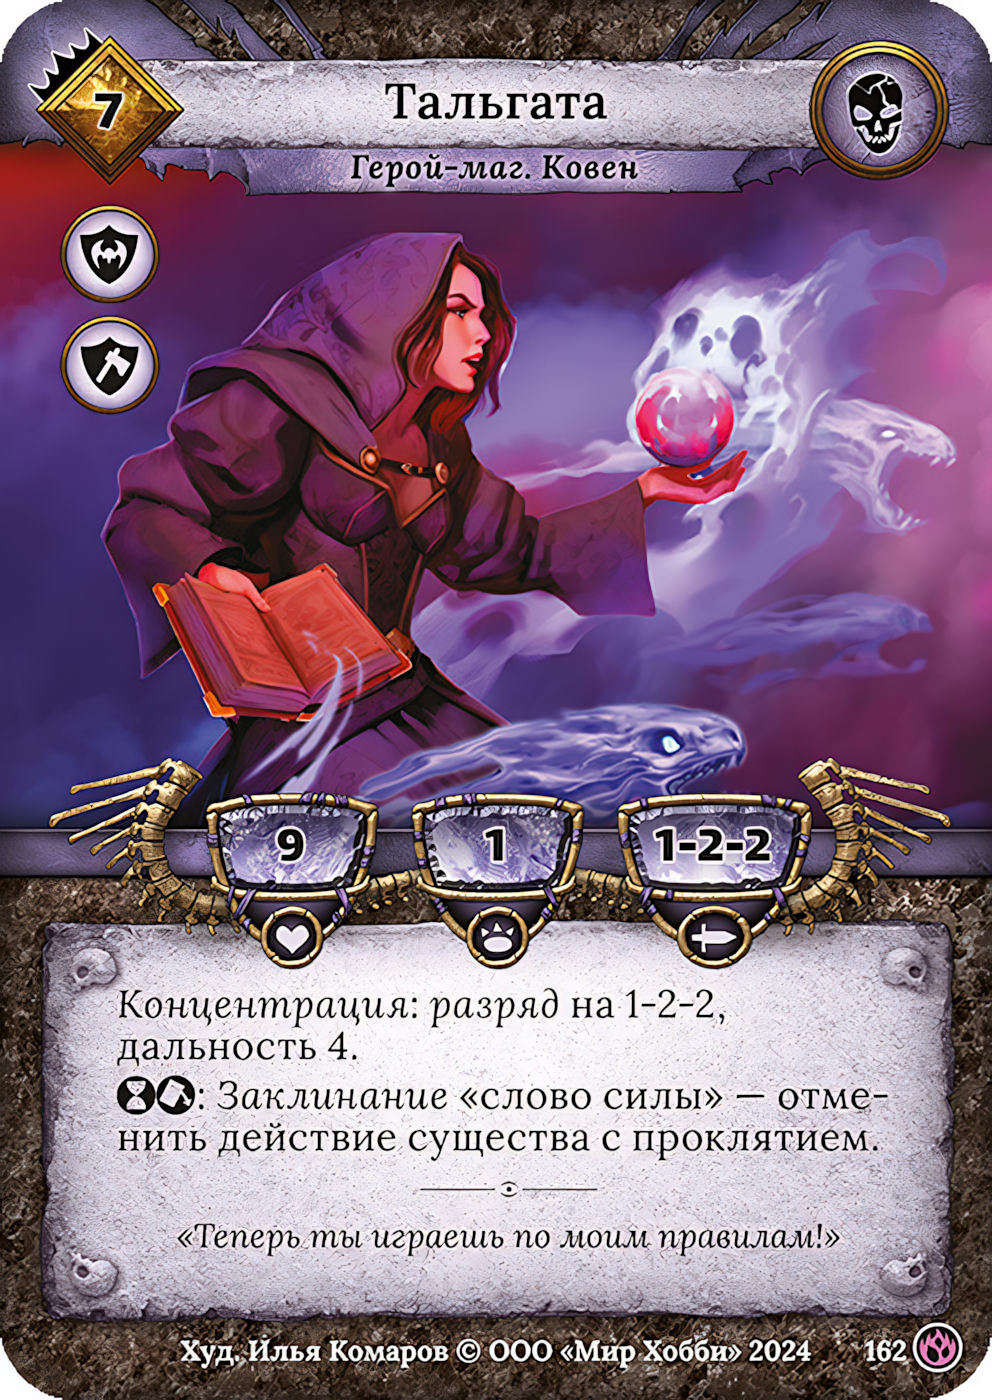 7
Тальгата
Герой-маг. Ковен
9
1
1-2-2
Концентрация: разряд на 1–2–2,
дальность 4.
: Заклинание «слово силы» — отме-
нить действие существа с проклятием.
«Теперь ты играешь по моим правилам!»
Худ. Илья Комаров © ООО «Мир Хобби» 2024
162